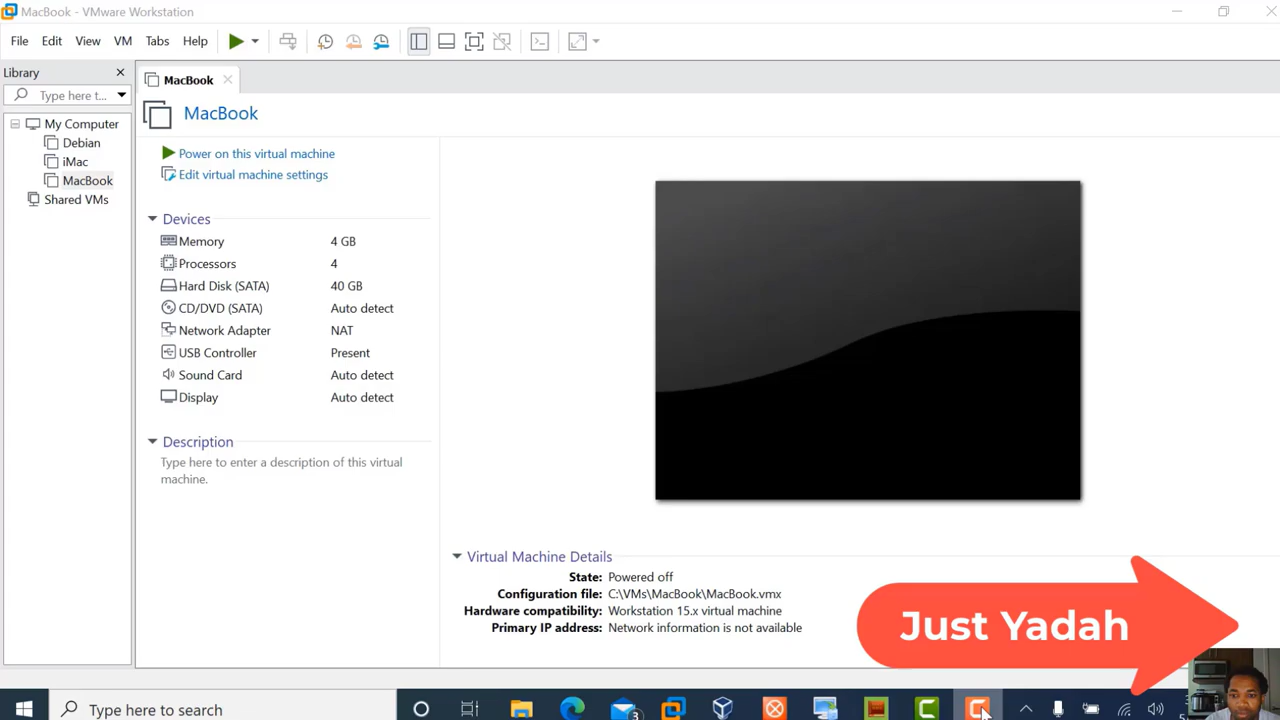 MacBook - VMware Workstation
File Edit View VM Tabs Help
Library
Type here t...
My Computer
Debian
iMac
MacBook
Shared VMs
MacBook
MacBook
Power on this virtual machine
Edit virtual machine settings
Devices
Memory 4 GB
Processors 4
Hard Disk (SATA) 40 GB
CD/DVD (SATA) Auto detect
Network Adapter NAT
USB Controller Present
Sound Card Auto detect
Display Auto detect
Description
Type here to enter a description of this virtual
machine.
Virtual Machine Details
State: Powered off
Configuration file: C:\VMs\MacBook\MacBook.vmx
Hardware compatibility: Workstation 15.x virtual machine
Primary IP address: Network information is not available
Just Yadah
Type here to search
3